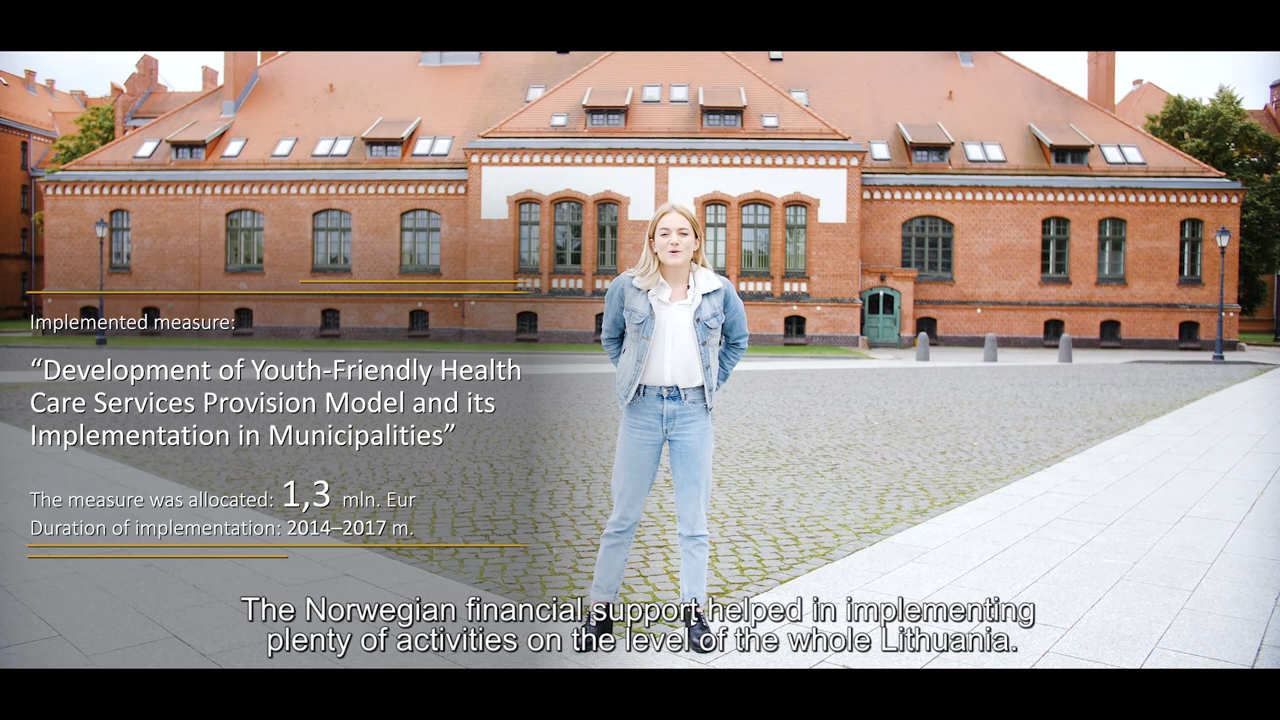 Implemented measure:
“Development of Youth-Friendly Health
Care Services Provision Model and its
Implementation in Municipalities”
The measure was allocated: 1,3 mln. Eur
Duration of implementation: 2014–2017 m.
The Norwegian financial support helped in implementing
plenty of activities on the level of the whole Lithuania.